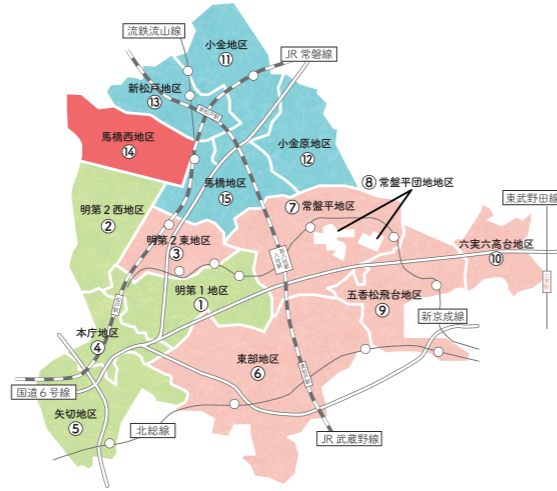 流鉄流山線
小金地区
⑪
JR 常磐線
新松戸地区
⑬
馬橋西地区
⑭
小金原地区
⑫
馬橋地区
⑮
⑧ 常盤平団地地区
⑦ 常盤平地区
東武野田線
明第２西地区
②
明第２東地区
③
六実六高台地区
⑩
明第１地区
①
五香松飛台地区
⑨
新京成線
本庁地区
④
東部地区
⑥
国道６号線
矢切地区
⑤
北総線
JR 武蔵野線